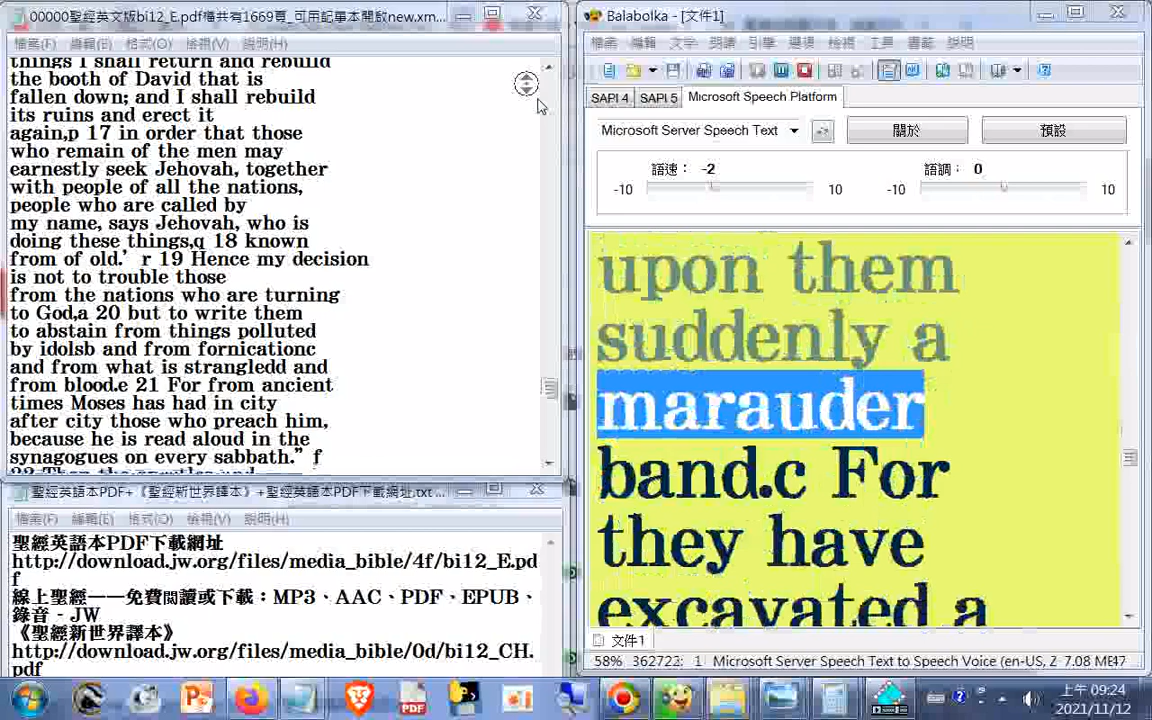 00000聖經英文版bi12_E.pdf檔共有1669頁_可用記事本開啟new.xm...
檔案(F) 編輯(E) 格式(O) 檢視(V) 說明(H)
things I shall return and rebuild
the booth of David that is
fallen down; and I shall rebuild
its ruins and erect it
again,p 17 in order that those
who remain of the men may
earnestly seek Jehovah, together
with people of all the nations,
people who are called by
my name, says Jehovah, who is
doing these things,q 18 known
from of old.’ r 19 Hence my decision
is not to trouble those
from the nations who are turning
to God,a 20 but to write them
to abstain from things polluted
by idolsb and from fornicationc
and from what is strangledd and
from blood.e 21 For from ancient
times Moses has had in city
after city those who preach him,
because he is read aloud in the
synagogues on every sabbath.” f
聖經英語本PDF+《聖經新世界譯本》+聖經英語本PDF下載網址.txt ...
檔案(F) 編輯(E) 格式(O) 檢視(V) 說明(H)
聖經英語本PDF下載網址
http://download.jw.org/files/media_bible/4f/bi12_E.pd
f
線上聖經——免費閱讀或下載：MP3、AAC、PDF、EPUB、
錄音 - JW
《聖經新世界譯本》
http://download.jw.org/files/media_bible/0d/bi12_CH.
pdf
Balabolka - [文件1]
檔案 編輯 文字 朗讀 引擎 選項 檢視 工具 書籤 說明
SAPI 4 SAPI 5 Microsoft Speech Platform
Microsoft Server Speech Text 關於 預設
語速： -2 語調： 0
-10 10 -10 10
upon them
suddenly a
marauder
band.c For
they have
excavated a
文件1
58% 362722: 1 Microsoft Server Speech Text to Speech Voice (en-US, Z 7.08 ME
上午 09:24
2021/11/12